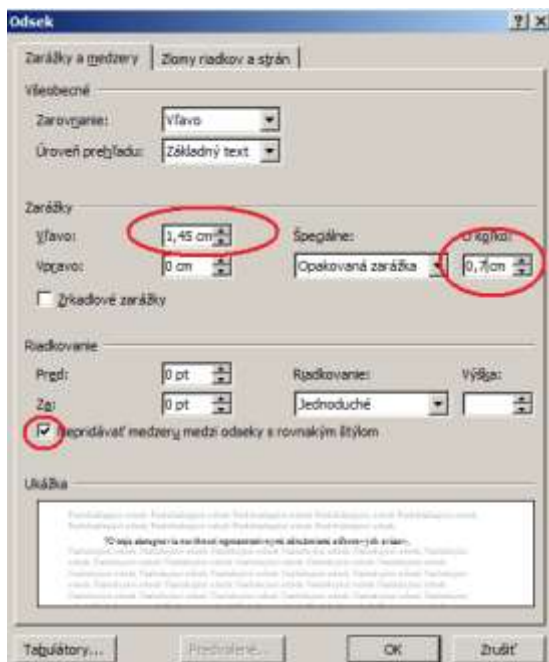 Odsek
Zarážky a medzery Zlomy riadkov a strán
Všeobecné
Zarovnanie: Vľavo
Úroveň prehľadu: Základný text
Zarážky
Vľavo: 1,45 cm Špeciálne: O koľko:
Vpravo: 0 cm Opakovaná zarážka 0,7 cm
Zrkadlové zarážky
Riadkovanie
Pred: 0 pt Riadkovanie: Výška:
Za: 0 pt Jednoduché
Nepridávať medzery medzi odseky s rovnakým štýlom
Ukážka
Tabulátory... Predvolené... OK Zrušiť